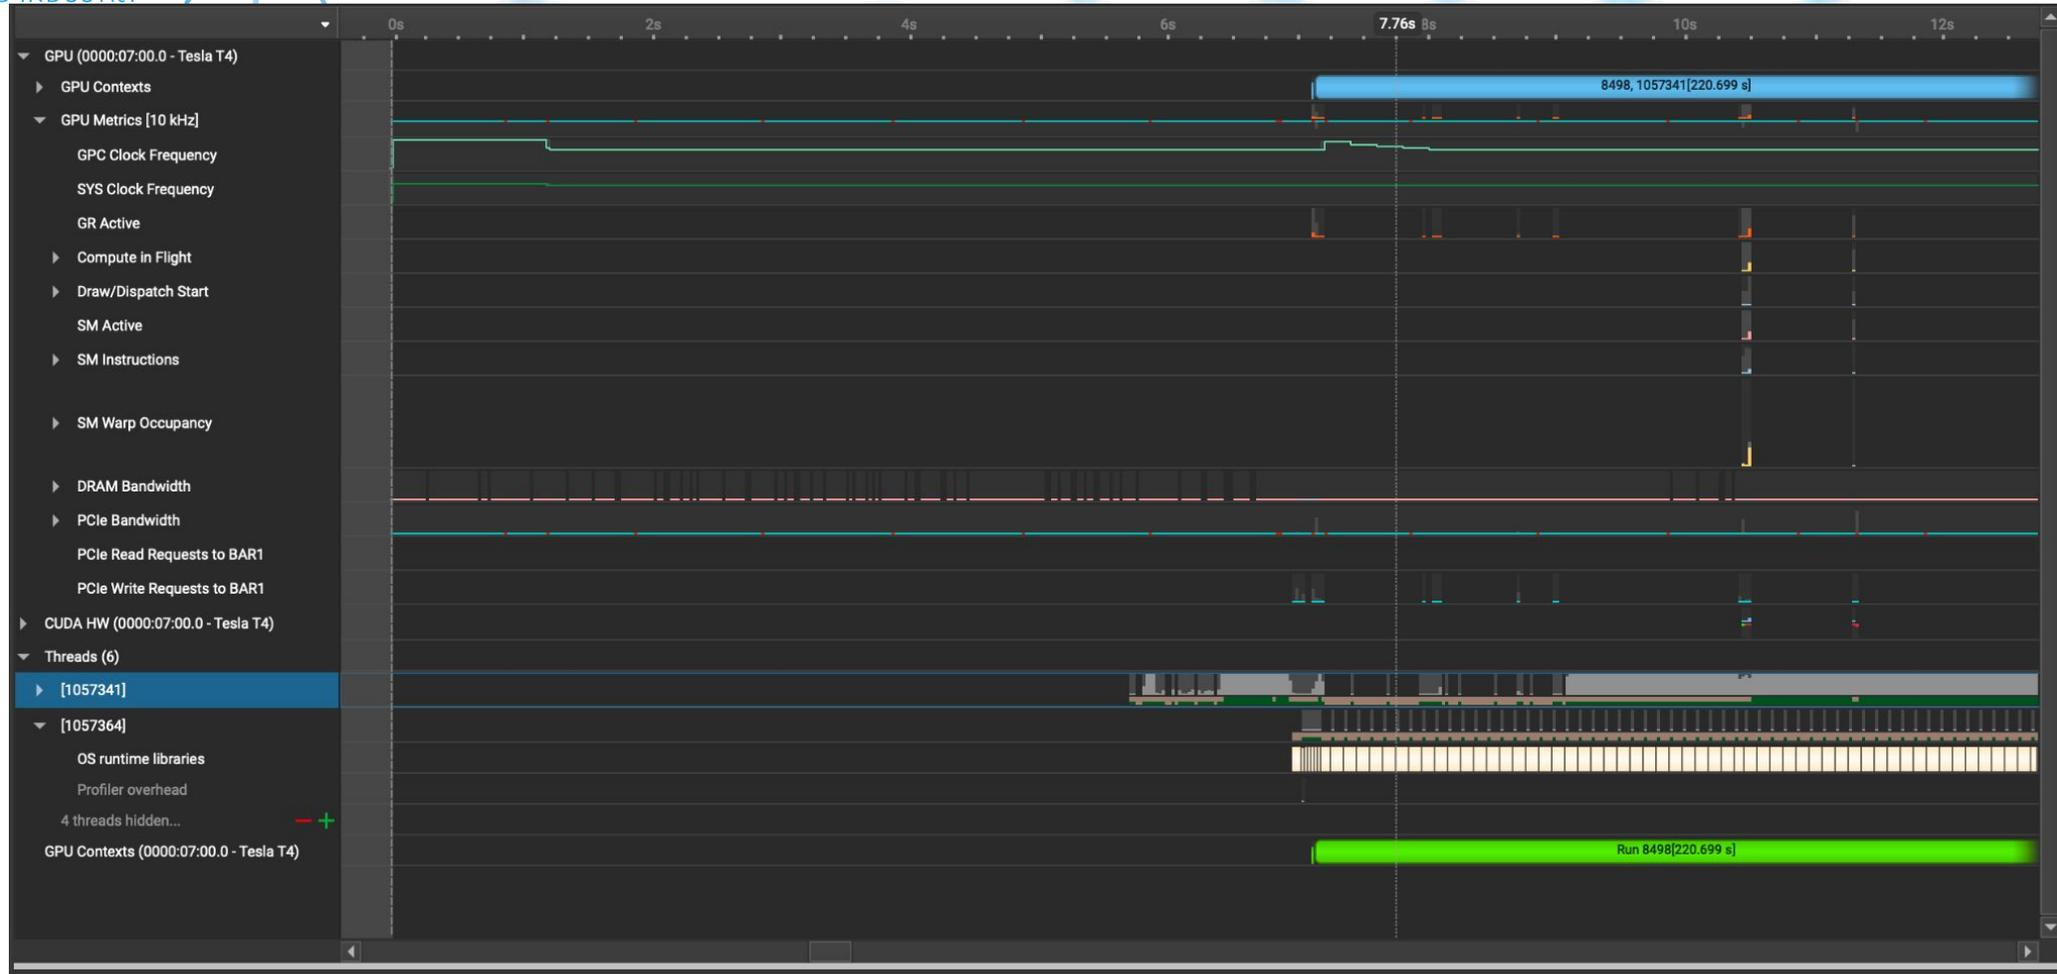 0s 2s 4s 6s 7.76s 8s 10s 12s
GPU (0000:07:00.0 - Tesla T4)
GPU Contexts
8498, 1057341[220.699 s]
GPU Metrics [10 kHz]
GPC Clock Frequency
SYS Clock Frequency
GR Active
Compute in Flight
Draw/Dispatch Start
SM Active
SM Instructions
SM Warp Occupancy
DRAM Bandwidth
PCIe Bandwidth
PCIe Read Requests to BAR1
PCIe Write Requests to BAR1
CUDA HW (0000:07:00.0 - Tesla T4)
Threads (6)
[1057341]
[1057364]
OS runtime libraries
Profiler overhead
4 threads hidden...
GPU Contexts (0000:07:00.0 - Tesla T4)
Run 8498[220.699 s]